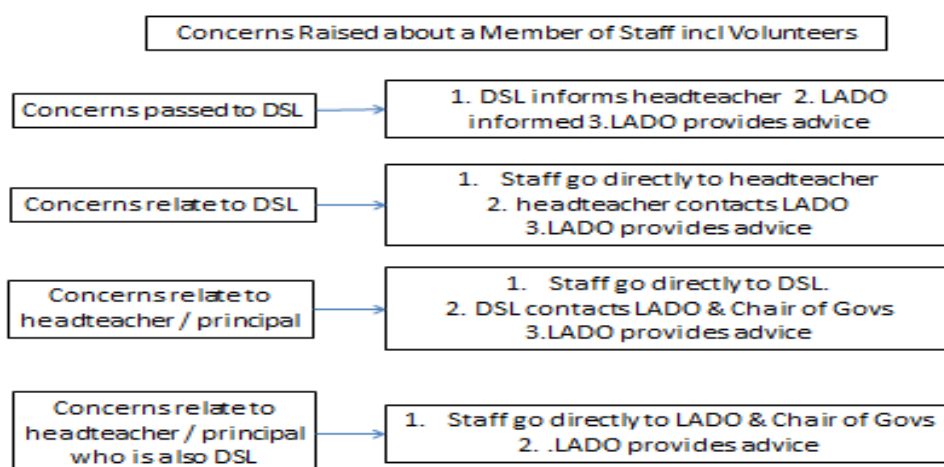 Concerns Raised about a Member of Staff incl Volunteers
Concerns passed to DSL
1. DSL informs headteacher 2. LADO
informed 3.LADO provides advice
Concerns relate to DSL
1. Staff go directly to headteacher
2. headteacher contacts LADO
3.LADO provides advice
Concerns relate to
headteacher / principal
1. Staff go directly to DSL.
2. DSL contacts LADO & Chair of Govs
3.LADO provides advice
Concerns relate to
headteacher / principal
who is also DSL
1. Staff go directly to LADO & Chair of Govs
2. .LADO provides advice